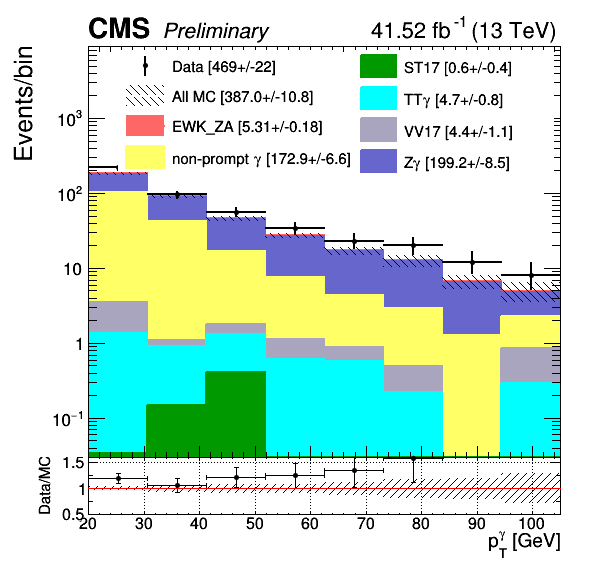 CMS Preliminary 41.52 fb⁻¹ (13 TeV)
Events/bin
Data [469+/-22]
All MC [387.0+/-10.8]
EWK_ZA [5.31+/-0.18]
non-prompt γ [172.9+/-6.6]
ST17 [0.6+/-0.4]
TTγ [4.7+/-0.8]
VV17 [4.4+/-1.1]
Zγ [199.2+/-8.5]
10³
10²
10
1
10⁻¹
Data/MC
1.5
1
0.5
20 30 40 50 60 70 80 90 100
p_T^γ [GeV]